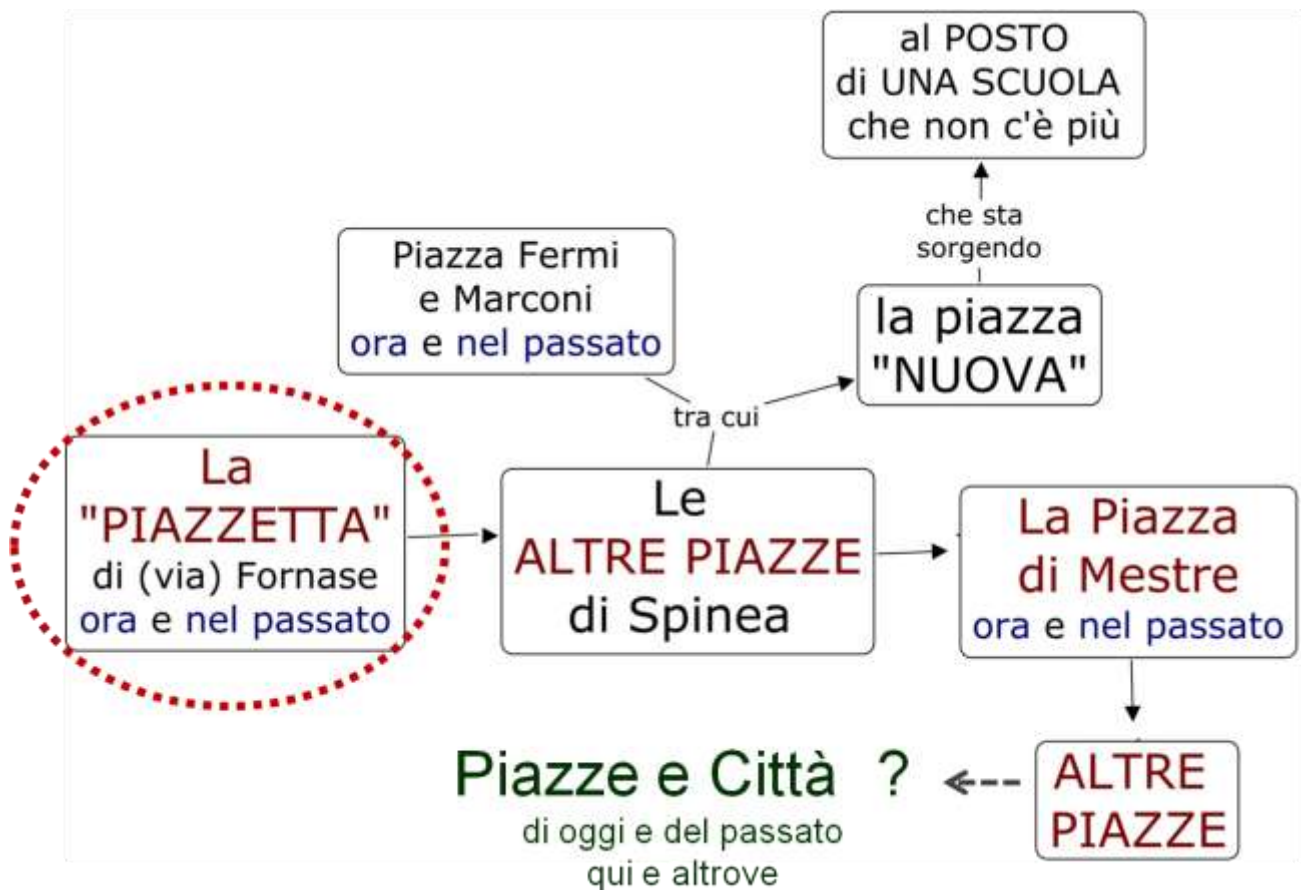 al POSTO
di UNA SCUOLA
che non c'è più
che sta
sorgendo
Piazza Fermi
e Marconi
ora e nel passato
la piazza
"NUOVA"
tra cui
La
"PIAZZETTA"
di (via) Fornase
ora e nel passato
Le
ALTRE PIAZZE
di Spinea
La Piazza
di Mestre
ora e nel passato
Piazze e Città ?
di oggi e del passato
qui e altrove
ALTRE
PIAZZE